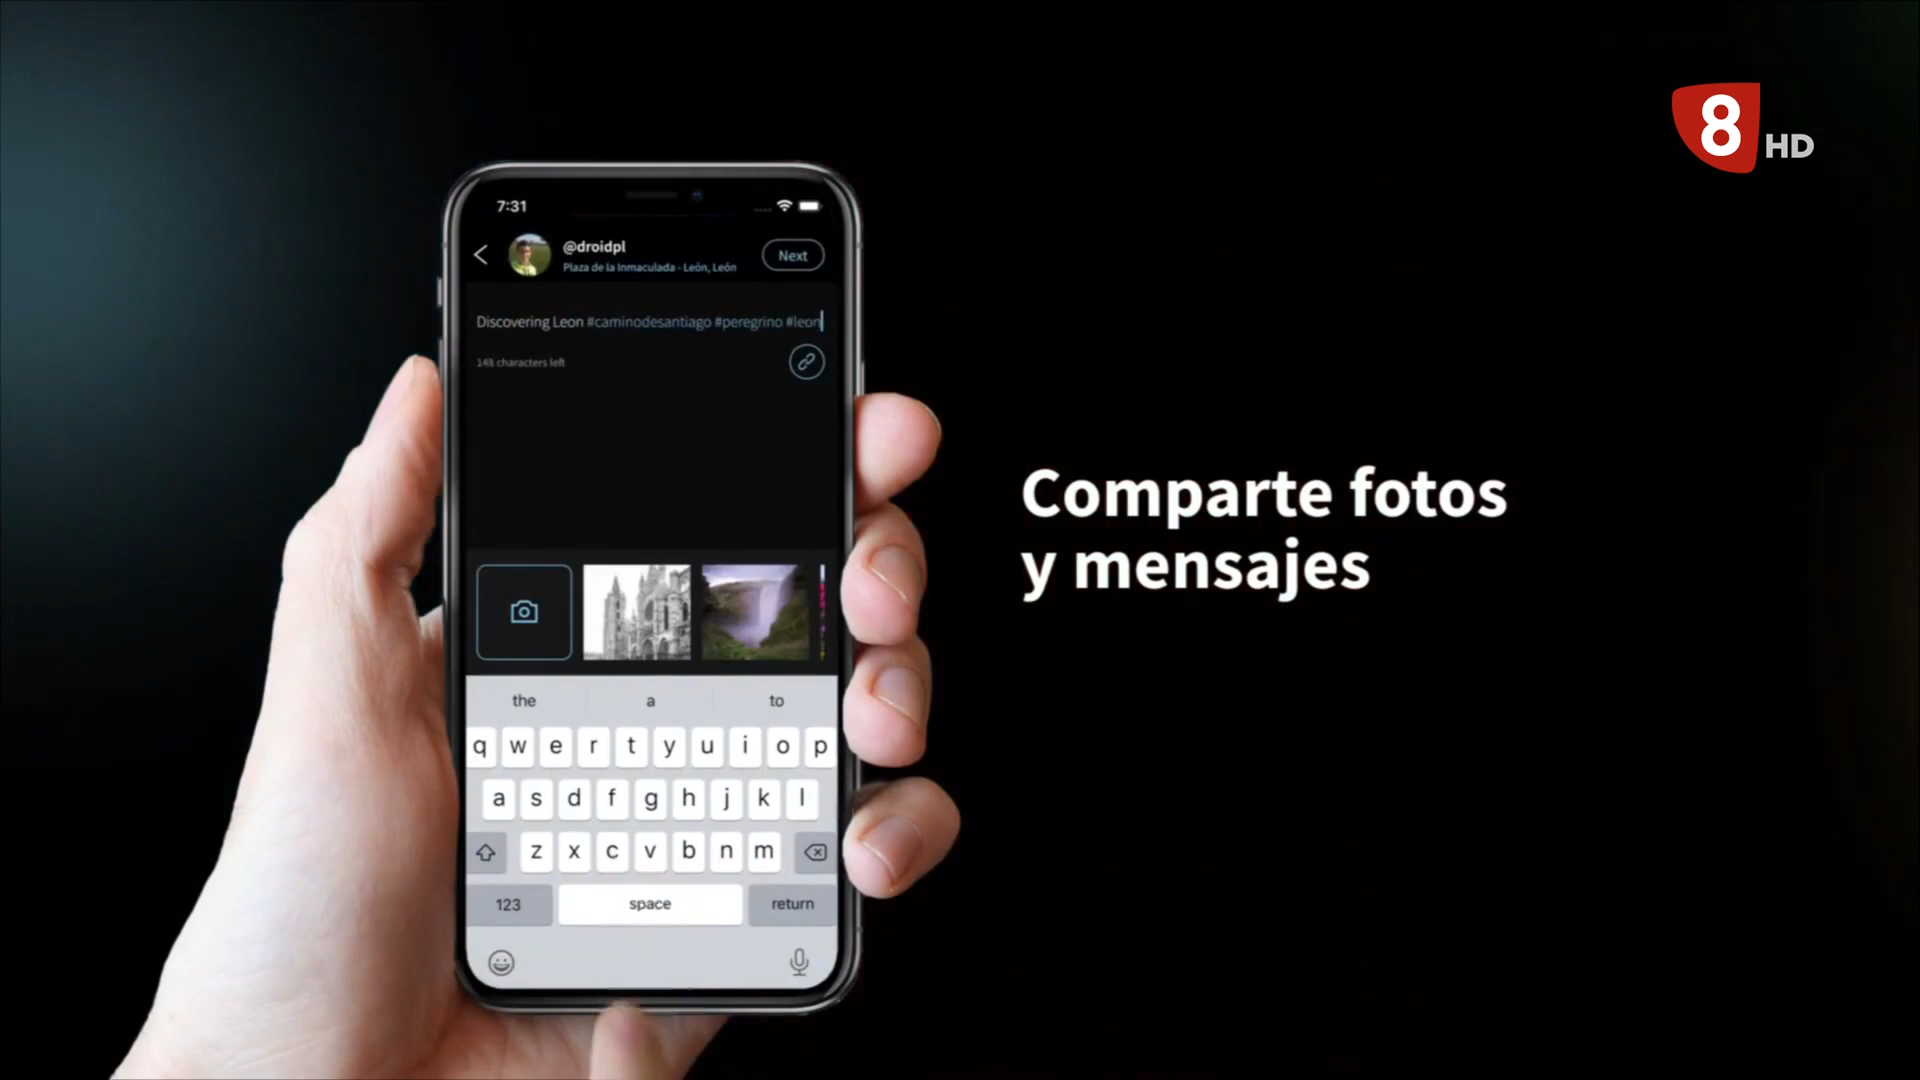 8 HD
7:31
@droidpl
Plaza de la Inmaculada - León, León
Next
Discovering Leon #caminodesantiago #peregrino #leon
148 characters left
Comparte fotos
y mensajes
the a to
q w e r t y u i o p
a s d f g h j k l
z x c v b n m
123 space return